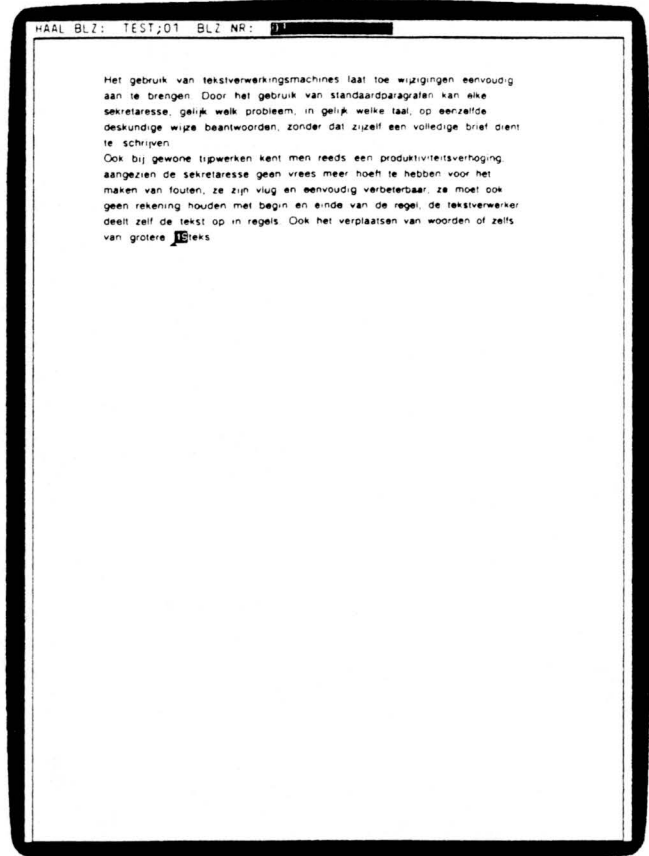 HAAL BLZ: TEST;01 BLZ NR: 01
Het gebruik van tekstverwerkingsmachines laat toe wijzigingen eenvoudig
aan te brengen. Door het gebruik van standaardparagrafen kan elke
sekretaresse, gelijk welk probleem, in gelijk welke taal, op eenzelfde
deskundige wijze beantwoorden, zonder dat zijzelf een volledige brief dient
te schrijven
Ook bij gewone tijpwerken kent men reeds een produktiviteitsverhoging,
aangezien de sekretaresse geen vrees meer hoeft te hebben voor het
maken van fouten, ze zijn vlug en eenvoudig verbeterbaar, ze moet ook
geen rekening houden met begin en einde van de regel, de tekstverwerker
deelt zelf de tekst op in regels. Ook het verplaatsen van woorden of zelfs
van grotere 15teks